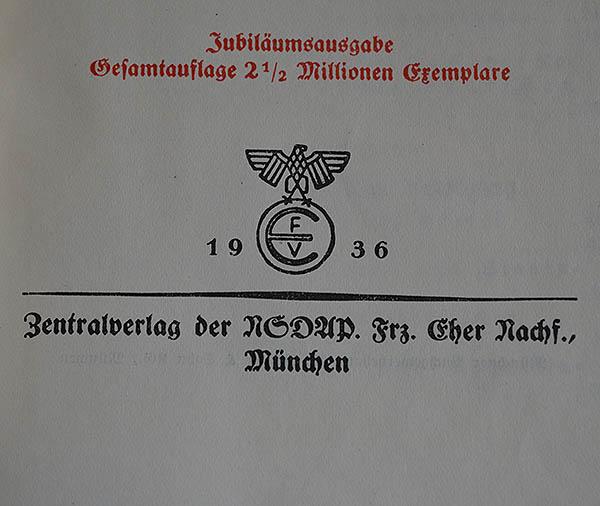 Jubiläumsausgabe
Gesamtauflage 2 1/2 Millionen Exemplare
F
V
19 36
Zentralverlag der NSDAP. Frz. Eher Nachf.,
München